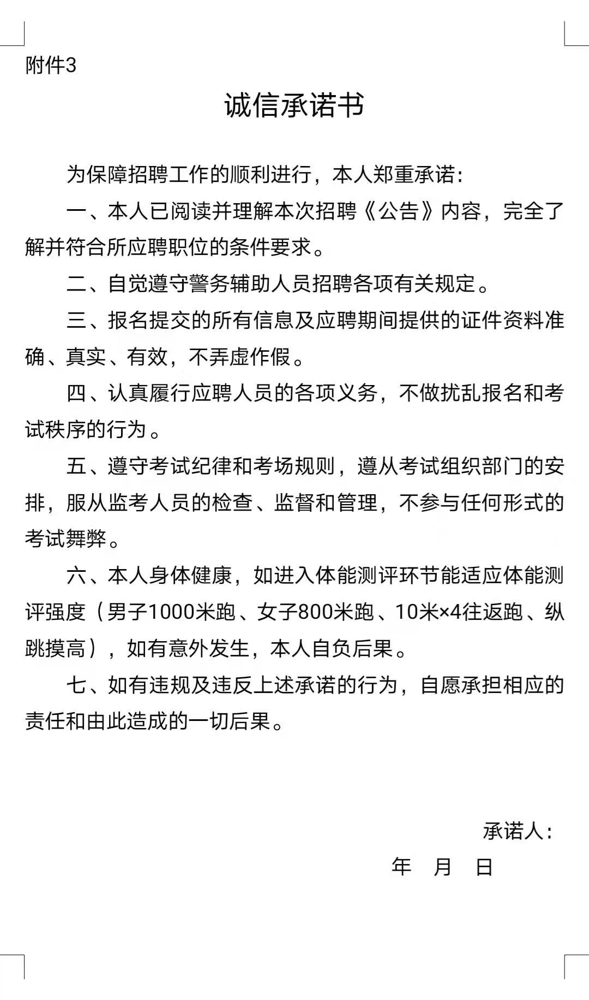 附件3
诚信承诺书
为保障招聘工作的顺利进行，本人郑重承诺：
一、本人已阅读并理解本次招聘《公告》内容，完全了
解并符合所应聘职位的条件要求。
二、自觉遵守警务辅助人员招聘各项有关规定。
三、报名提交的所有信息及应聘期间提供的证件资料准
确、真实、有效，不弄虚作假。
四、认真履行应聘人员的各项义务，不做扰乱报名和考
试秩序的行为。
五、遵守考试纪律和考场规则，遵从考试组织部门的安
排，服从监考人员的检查、监督和管理，不参与任何形式的
考试舞弊。
六、本人身体健康，如进入体能测评环节能适应体能测
评强度（男子1000米跑、女子800米跑、10米×4往返跑、纵
跳摸高），如有意外发生，本人自负后果。
七、如有违规及违反上述承诺的行为，自愿承担相应的
责任和由此造成的一切后果。
承诺人：
年 月 日